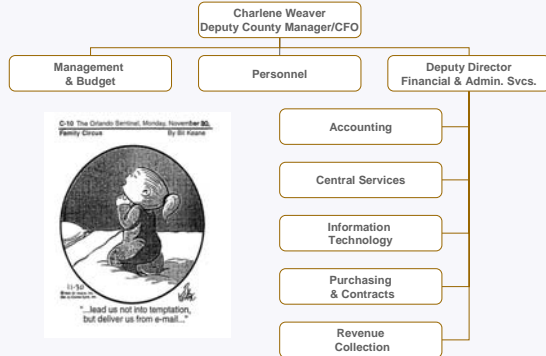 Charlene Weaver
Deputy County Manager/CFO
Management
& Budget
Personnel
Deputy Director
Financial & Admin. Svcs.
C-10 The Orlando Sentinel, Monday, November 30,
Family Circus By Bil Keane
Accounting
Central Services
Information
Technology
Purchasing
& Contracts
Revenue
Collection
11-30
"...lead us not into temptation,
but deliver us from e-mail..."